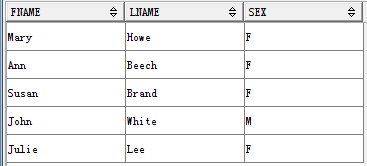 FNAME LNAME SEX
Mary Howe F
Ann Beech F
Susan Brand F
John White M
Julie Lee F